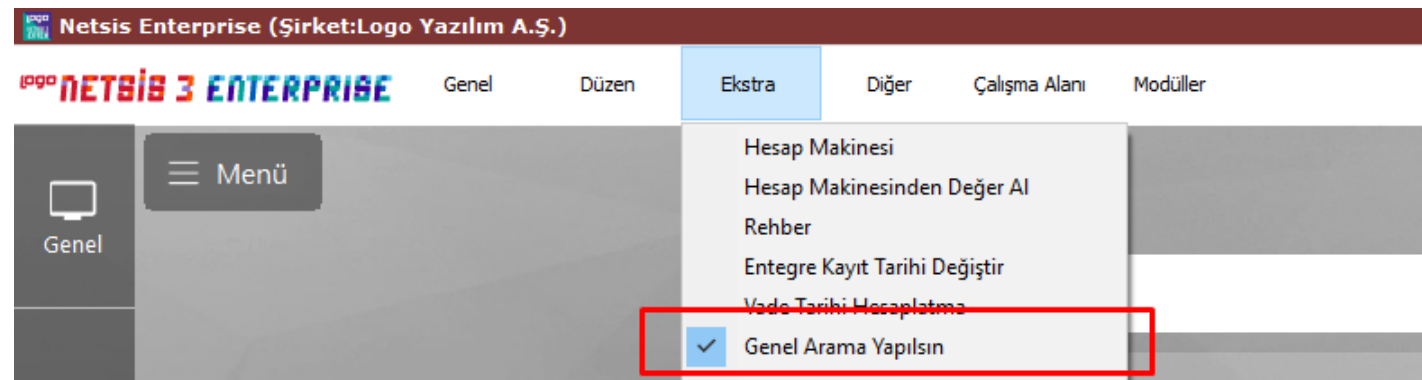 Netsis Enterprise (Şirket:Logo Yazılım A.Ş.)
LOGO NETSİS 3 ENTERPRISE Genel Düzen Ekstra Diğer Çalışma Alanı Modüller
Menü
Genel
Hesap Makinesi
Hesap Makinesinden Değer Al
Rehber
Entegre Kayıt Tarihi Değiştir
Vade Tarihi Hesaplatma
Genel Arama Yapılsın